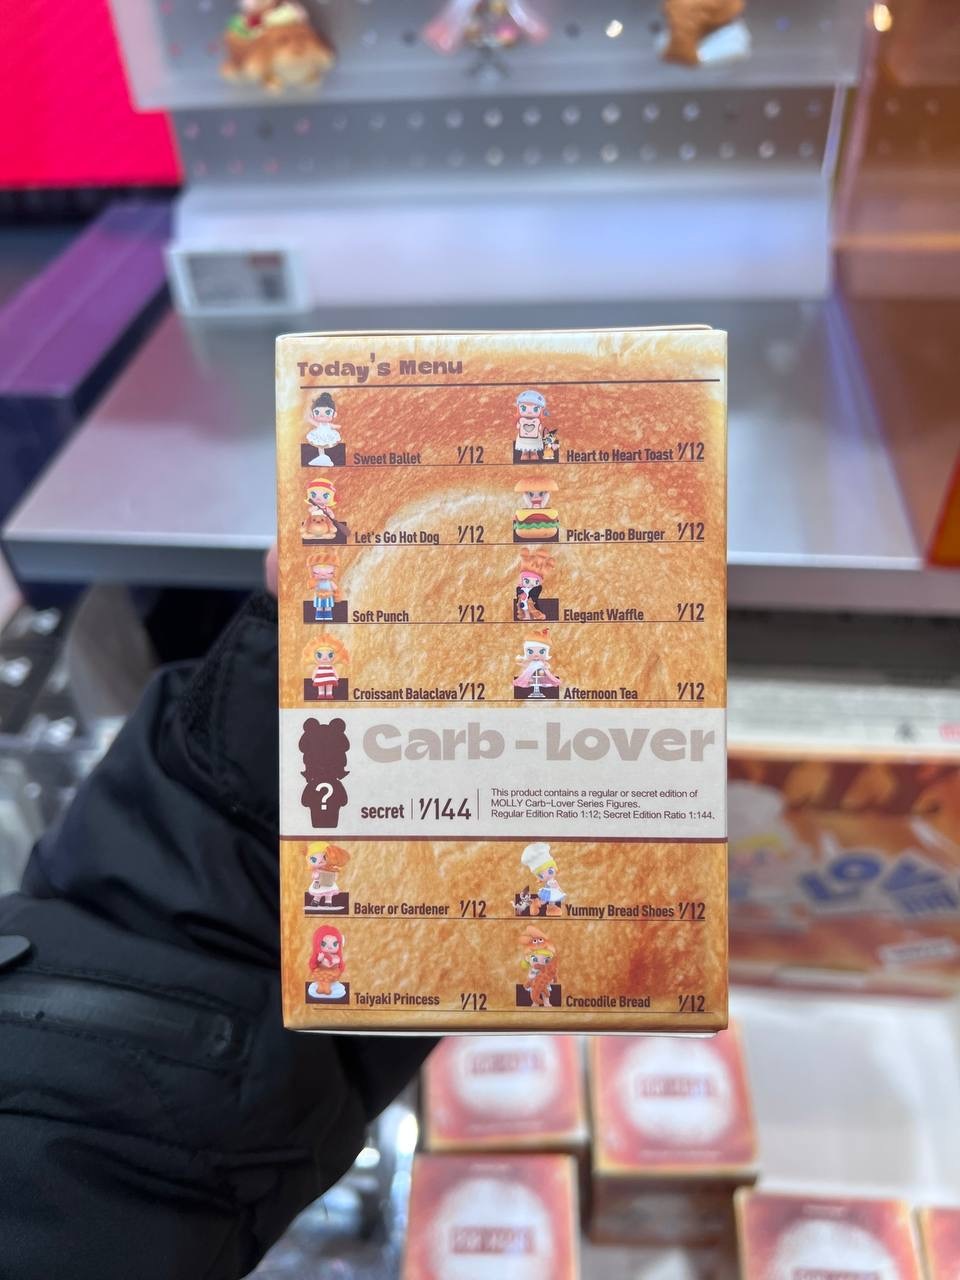 Today's Menu
Sweet Ballet 1/12
Heart to Heart Toast 1/12
Let's Go Hot Dog 1/12
Pick-a-Boo Burger 1/12
Soft Punch 1/12
Elegant Waffle 1/12
Croissant Balaclava 1/12
Afternoon Tea 1/12
Carb-Lover
?
secret 1/144
This product contains a regular or secret edition of
MOLLY Carb-Lover Series Figures.
Regular Edition Ratio 1:12; Secret Edition Ratio 1:144.
Baker or Gardener 1/12
Yummy Bread Shoes 1/12
Taiyaki Princess 1/12
Crocodile Bread 1/12